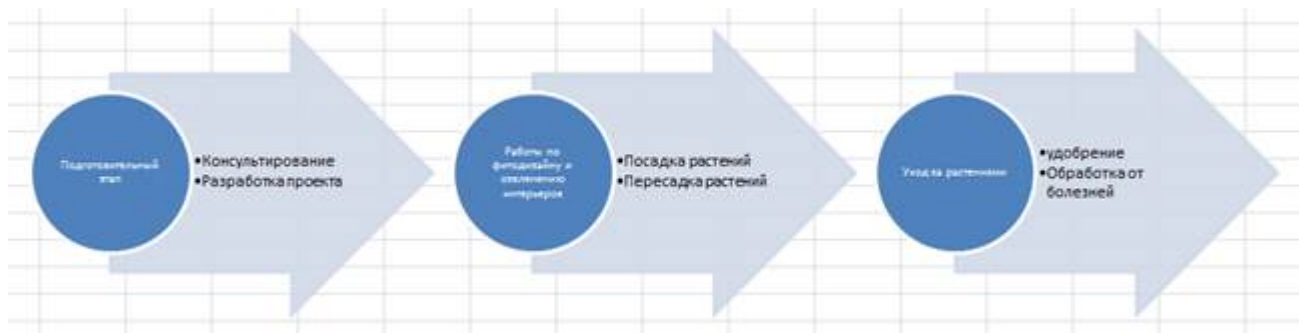 Подготовительный
этап
•Консультирование
•Разработка проекта
Работы по
фитодизайну и
озеленению
интерьеров
•Посадка растений
•Пересадка растений
Уход за растениями
•удобрение
•Обработка от
болезней